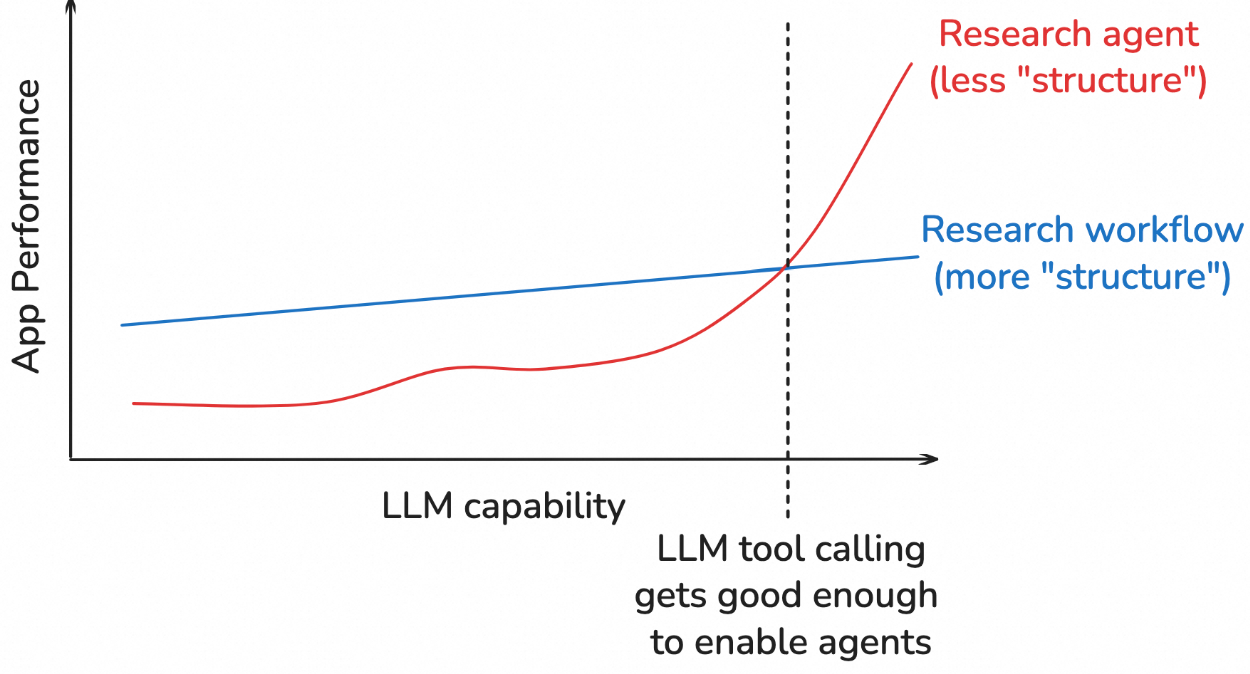 Research agent
(less "structure")
App Performance
Research workflow
(more "structure")
LLM capability
LLM tool calling
gets good enough
to enable agents